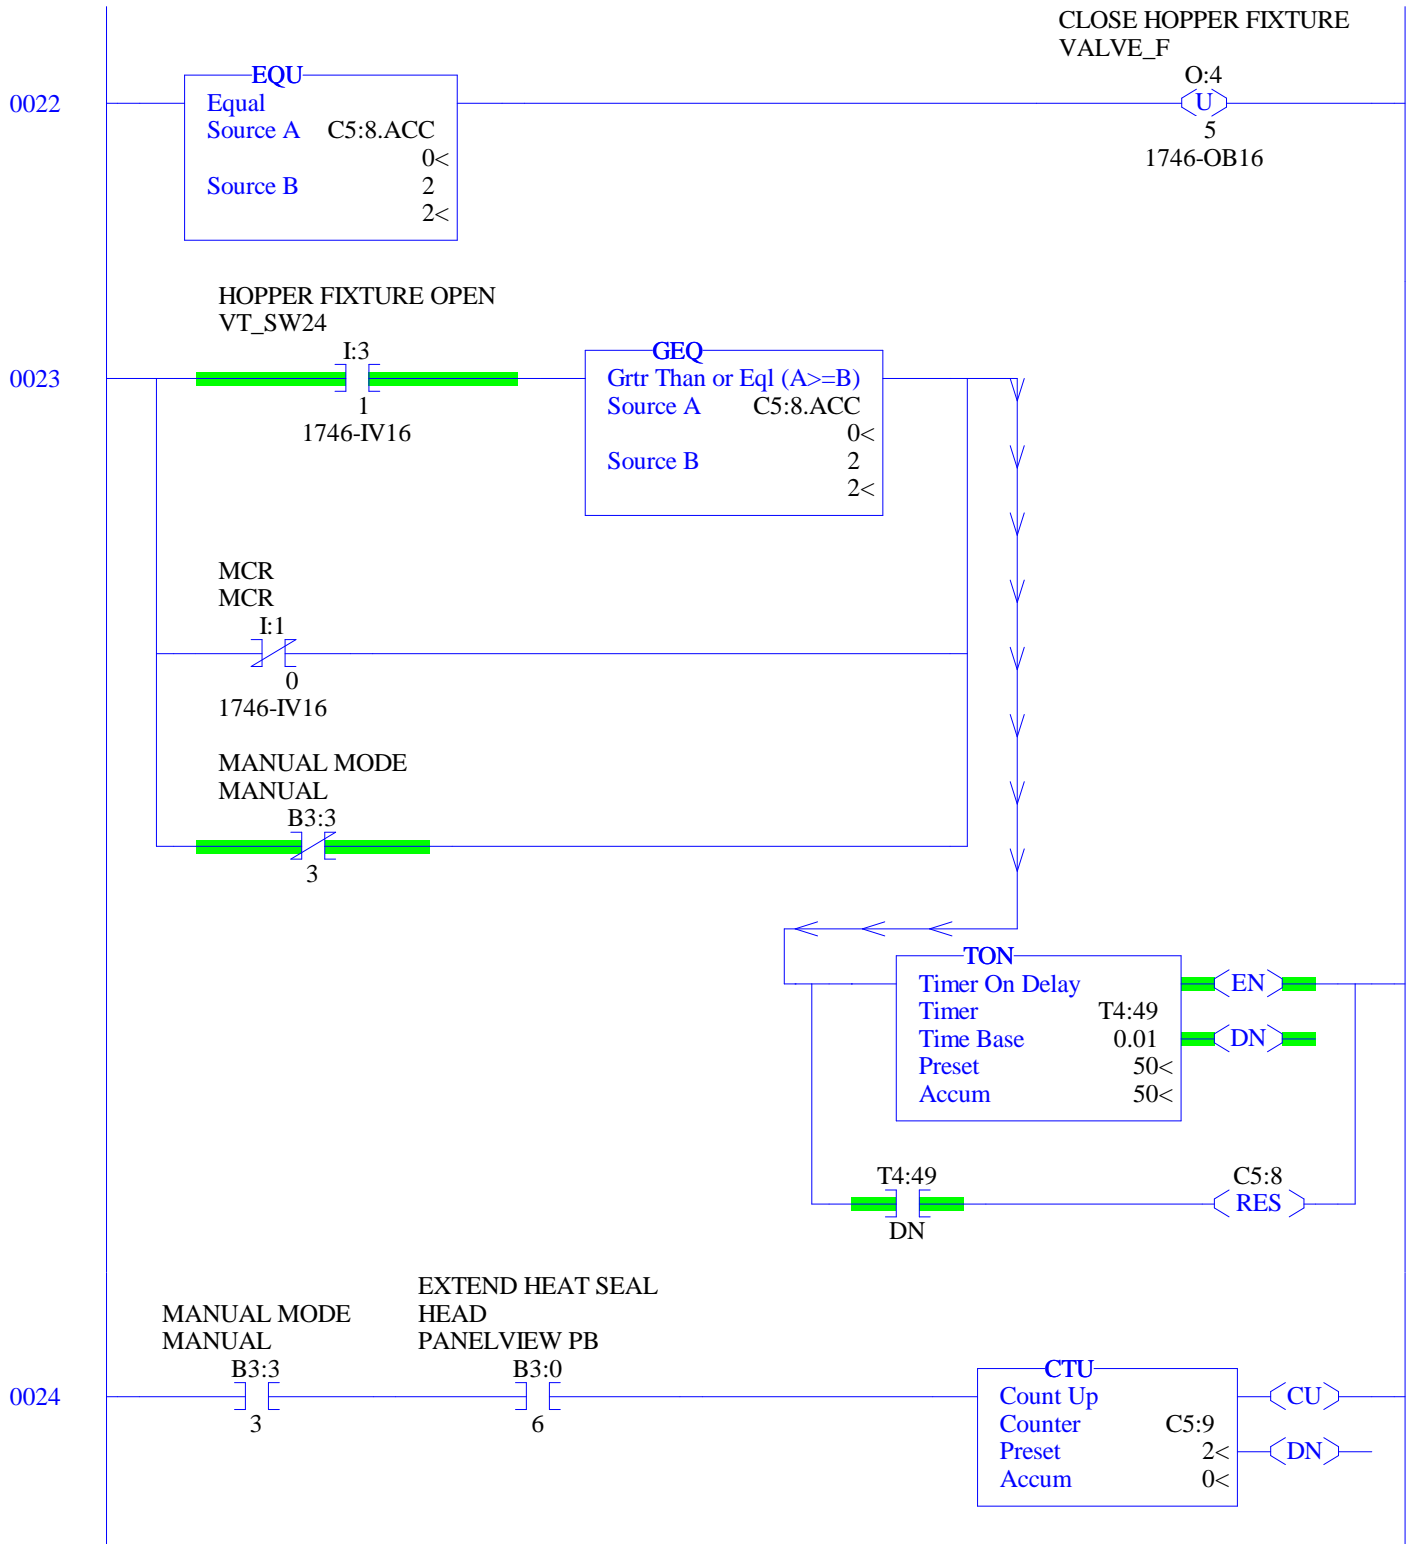 CLOSE HOPPER FIXTURE
VALVE_F
O:4
0022
EQU
U
Equal
Source A C5:8.ACC
5
0<
1746-OB16
Source B 2
2<
HOPPER FIXTURE OPEN
VT_SW24
I:3
GEQ
0023
Grtr Than or Eql (A>=B)
1
Source A C5:8.ACC
1746-IV16
0<
Source B 2
2<
MCR
MCR
I:1
0
1746-IV16
MANUAL MODE
MANUAL
B3:3
3
TON
Timer On Delay EN
Timer T4:49
Time Base 0.01 DN
Preset 50<
Accum 50<
T4:49 C5:8
RES
DN
EXTEND HEAT SEAL
MANUAL MODE HEAD
MANUAL PANELVIEW PB
B3:3 B3:0 CTU
0024 Count Up CU
3 6 Counter C5:9
Preset 2< DN
Accum 0<